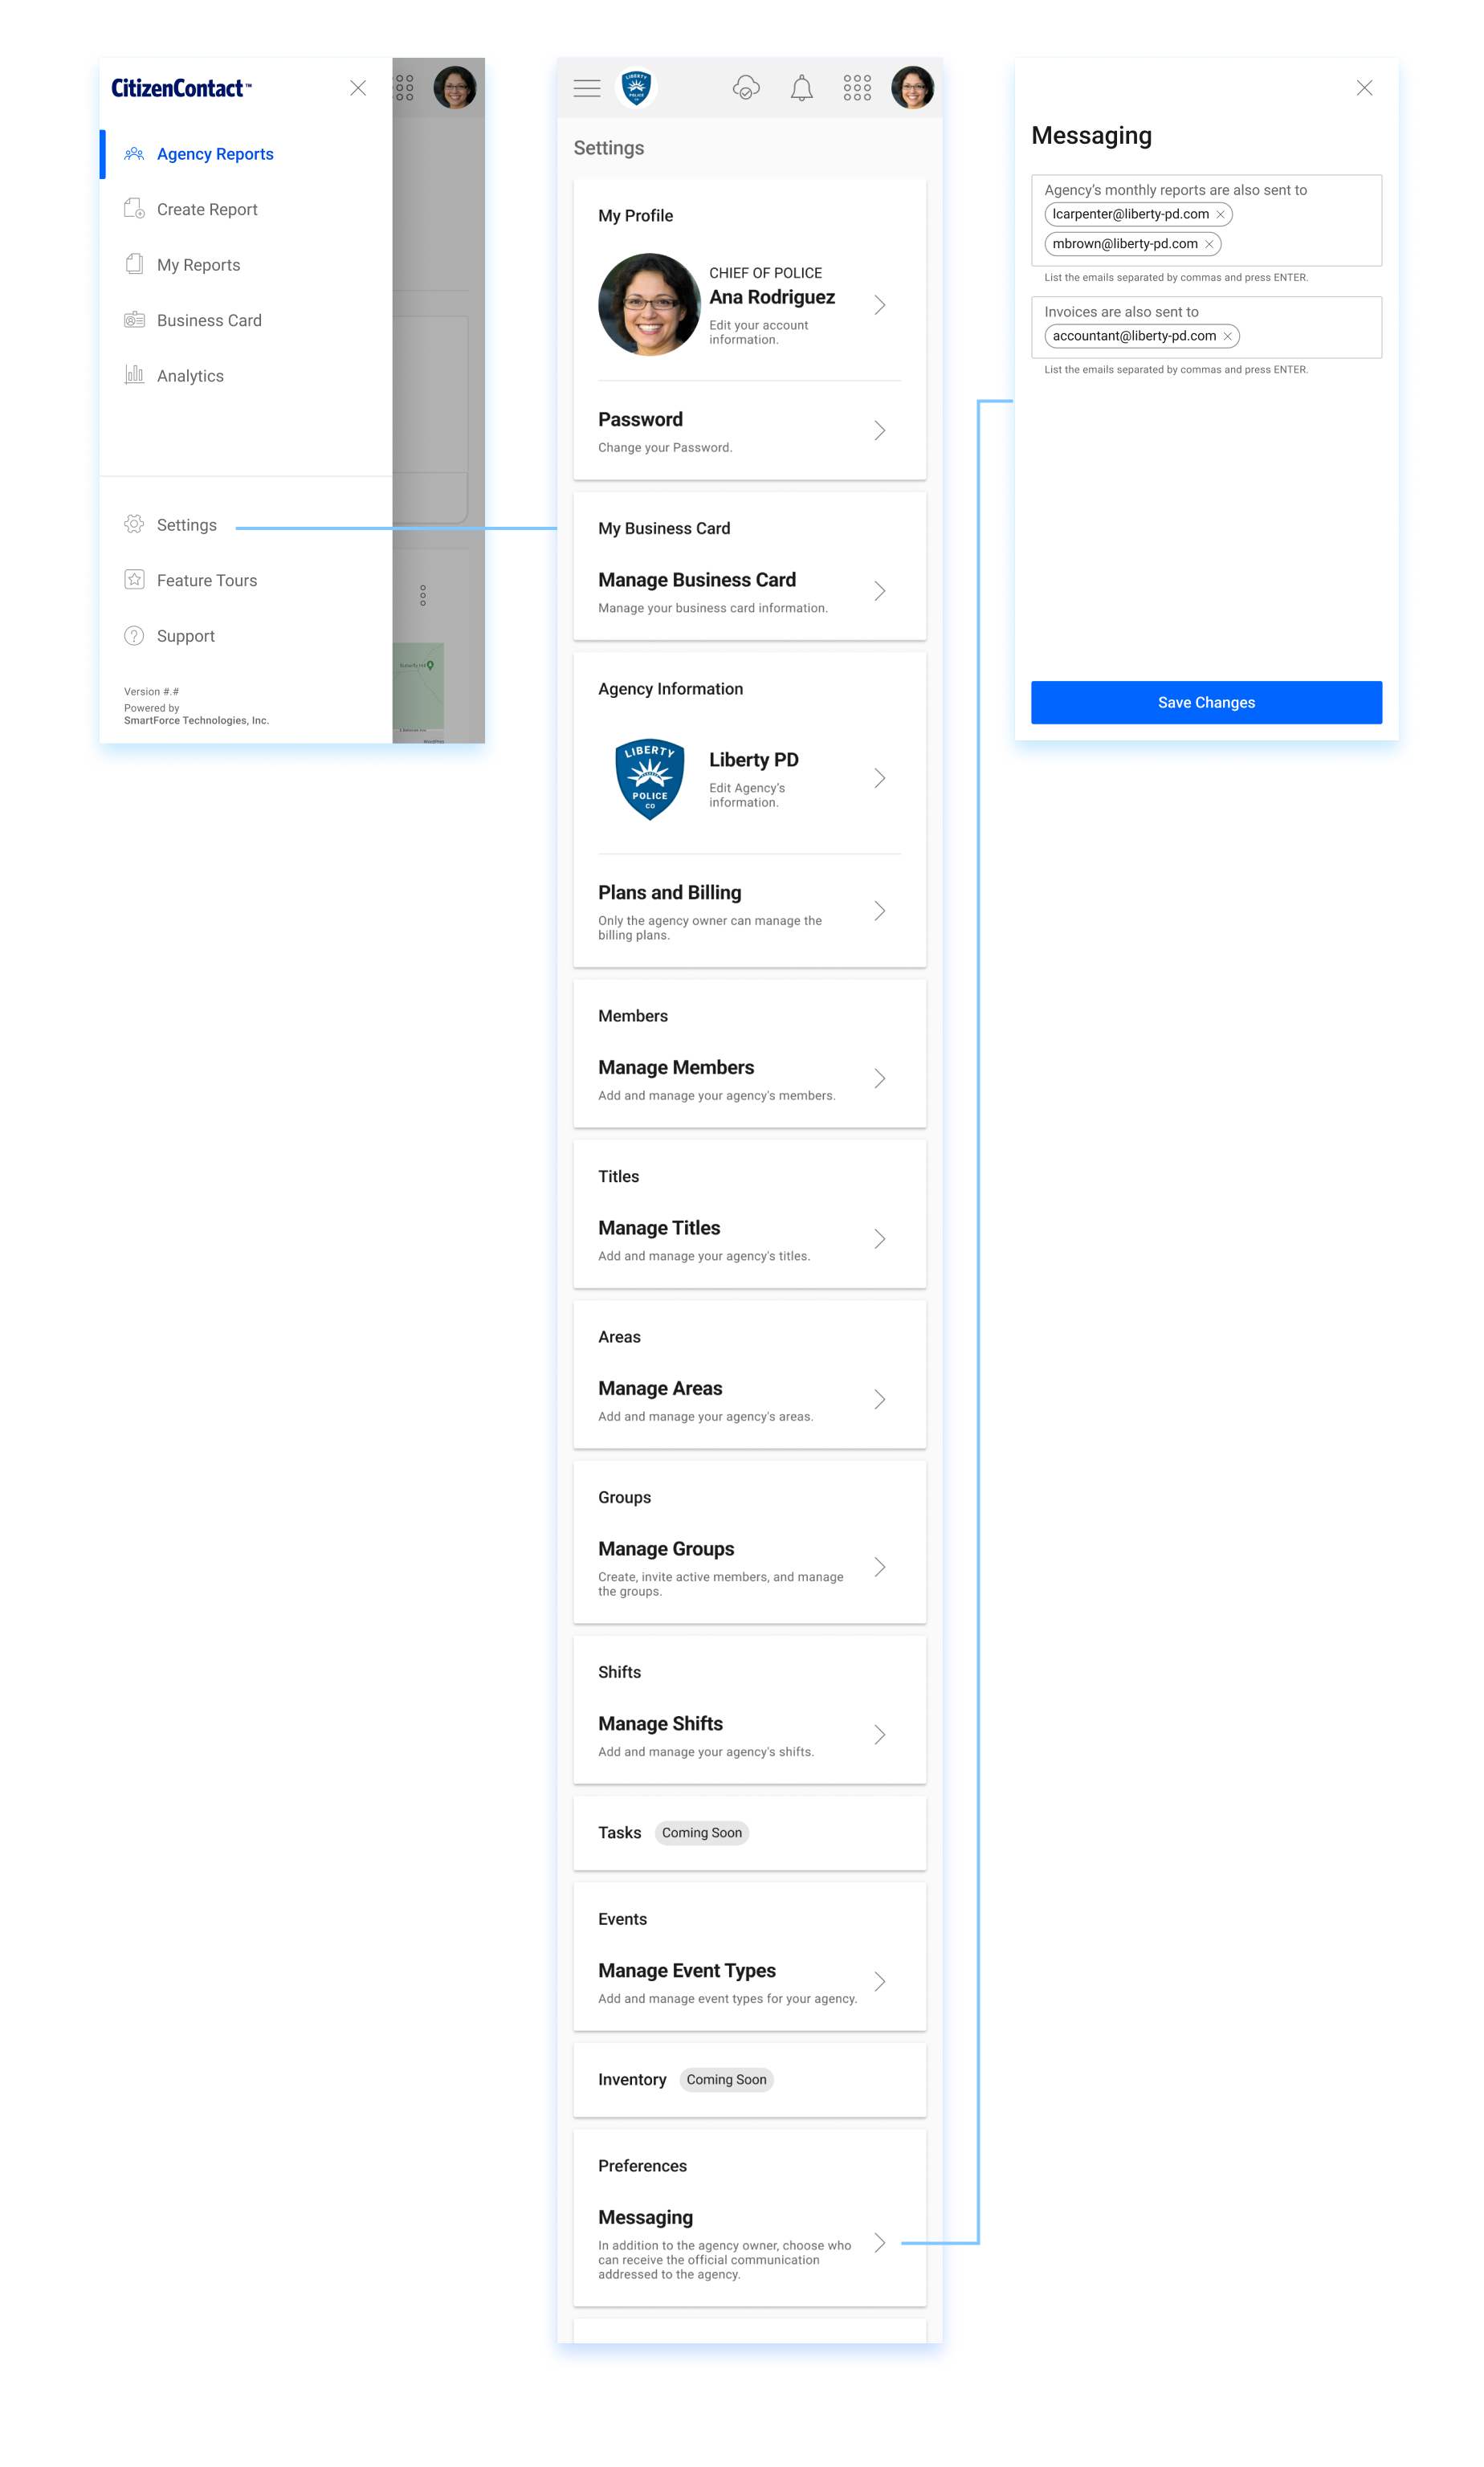 CitizenContact™
Agency Reports
Create Report
My Reports
Business Card
Analytics
Settings
Feature Tours
Support
Version #.#
Powered by
SmartForce Technologies, Inc.
Butterfly Hill
WordPress
LIBERTY
POLICE
CO
Settings
My Profile
CHIEF OF POLICE
Ana Rodriguez
Edit your account
information.
Password
Change your Password.
My Business Card
Manage Business Card
Manage your business card information.
Agency Information
LIBERTY
POLICE
CO
Liberty PD
Edit Agency’s
information.
Plans and Billing
Only the agency owner can manage the
billing plans.
Members
Manage Members
Add and manage your agency's members.
Titles
Manage Titles
Add and manage your agency's titles.
Areas
Manage Areas
Add and manage your agency's areas.
Groups
Manage Groups
Create, invite active members, and manage
the groups.
Shifts
Manage Shifts
Add and manage your agency's shifts.
Tasks Coming Soon
Events
Manage Event Types
Add and manage event types for your agency.
Inventory Coming Soon
Preferences
Messaging
In addition to the agency owner, choose who
can receive the official communication
addressed to the agency.
Messaging
Agency’s monthly reports are also sent to
lcarpenter@liberty-pd.com
mbrown@liberty-pd.com
List the emails separated by commas and press ENTER.
Invoices are also sent to
accountant@liberty-pd.com
List the emails separated by commas and press ENTER.
Save Changes